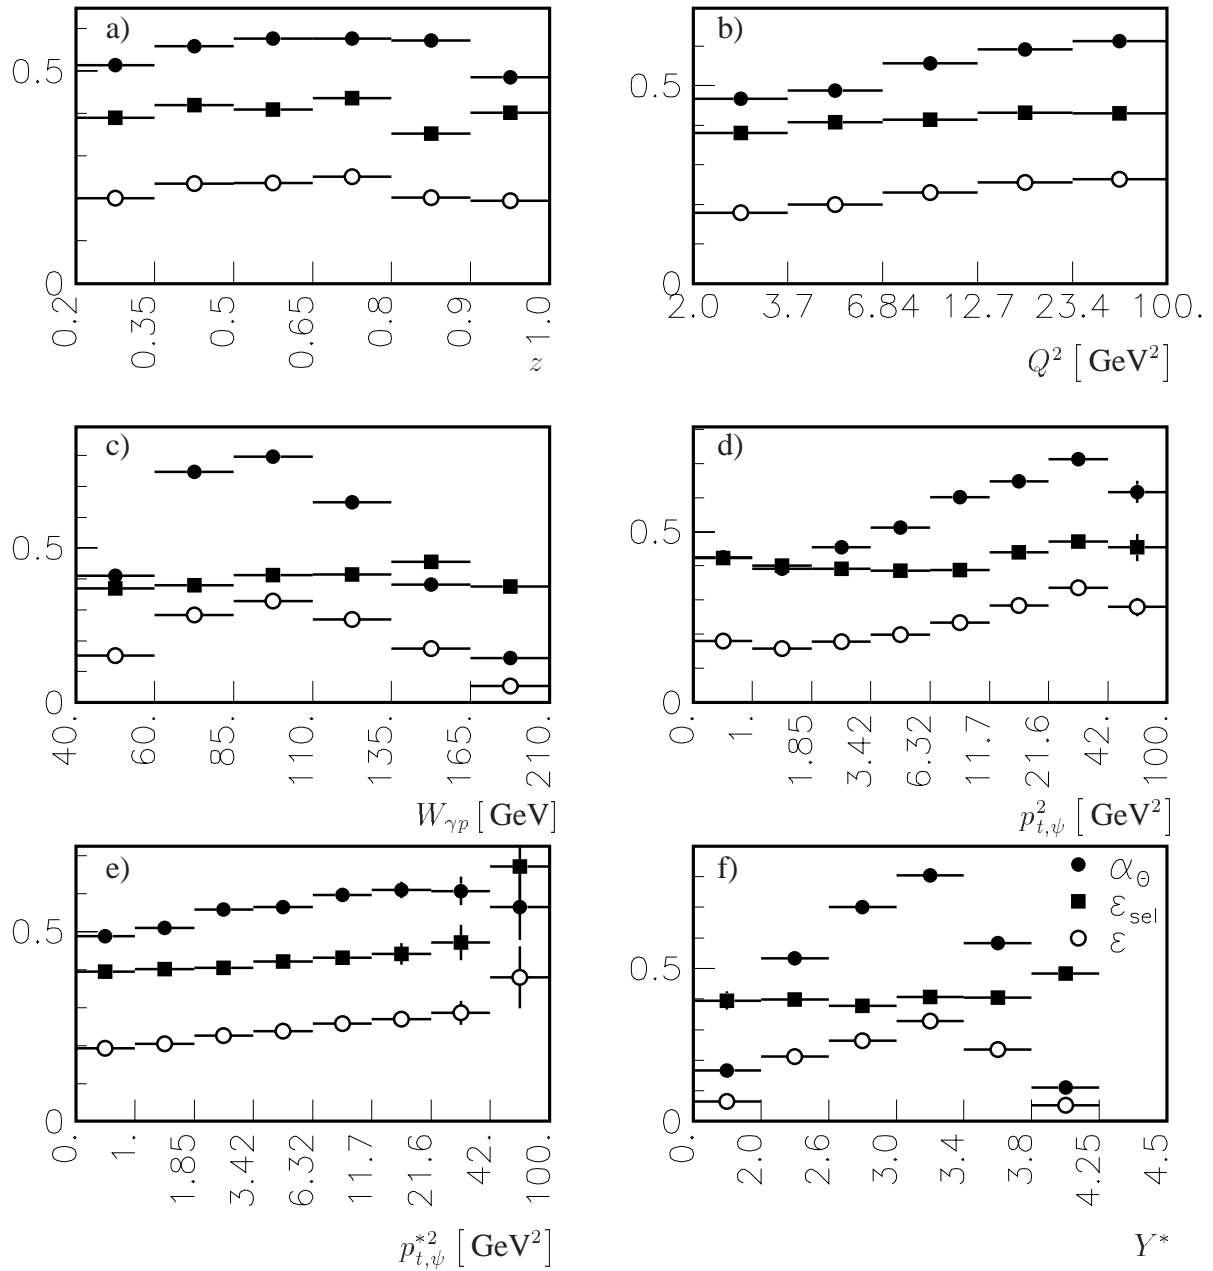 a)
0.5
0
0.2 0.35 0.5 0.65 0.8 0.9 1.0
z
b)
0.5
0
2.0 3.7 6.84 12.7 23.4 100.
Q² [ GeV² ]
c)
0.5
0
40. 60. 85. 110. 135. 165. 210.
W_γp [ GeV ]
d)
0.5
0
0. 1. 1.85 3.42 6.32 11.7 21.6 42. 100.
p²_t,ψ [ GeV² ]
e)
0.5
0
0. 1. 1.85 3.42 6.32 11.7 21.6 42. 100.
p*²_t,ψ [ GeV² ]
f)
α_Θ
ε_sel
ε
0.5
0
0. 2.0 2.6 3.0 3.4 3.8 4.25 4.5
Y*